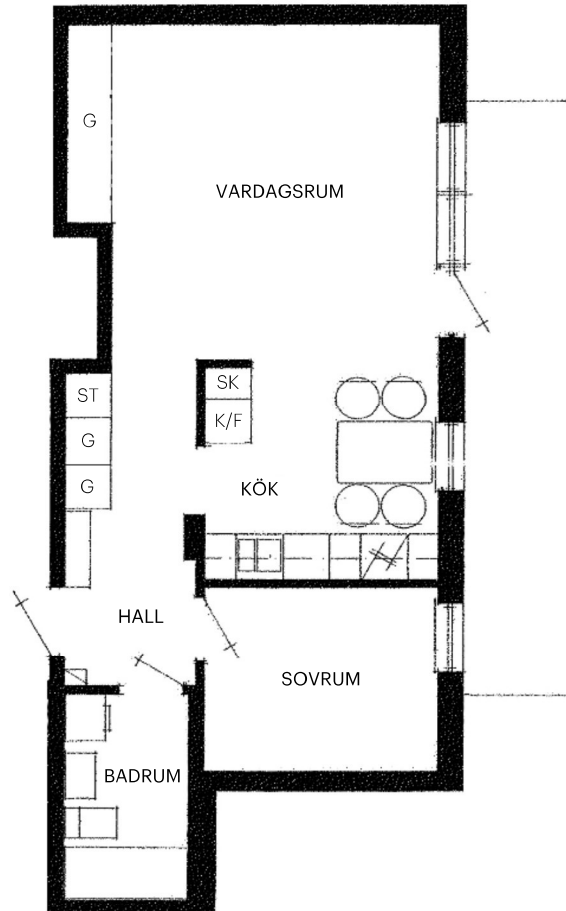 G
VARDAGSRUM
ST
SK
G
K/F
G
KÖK
HALL
SOVRUM
BADRUM